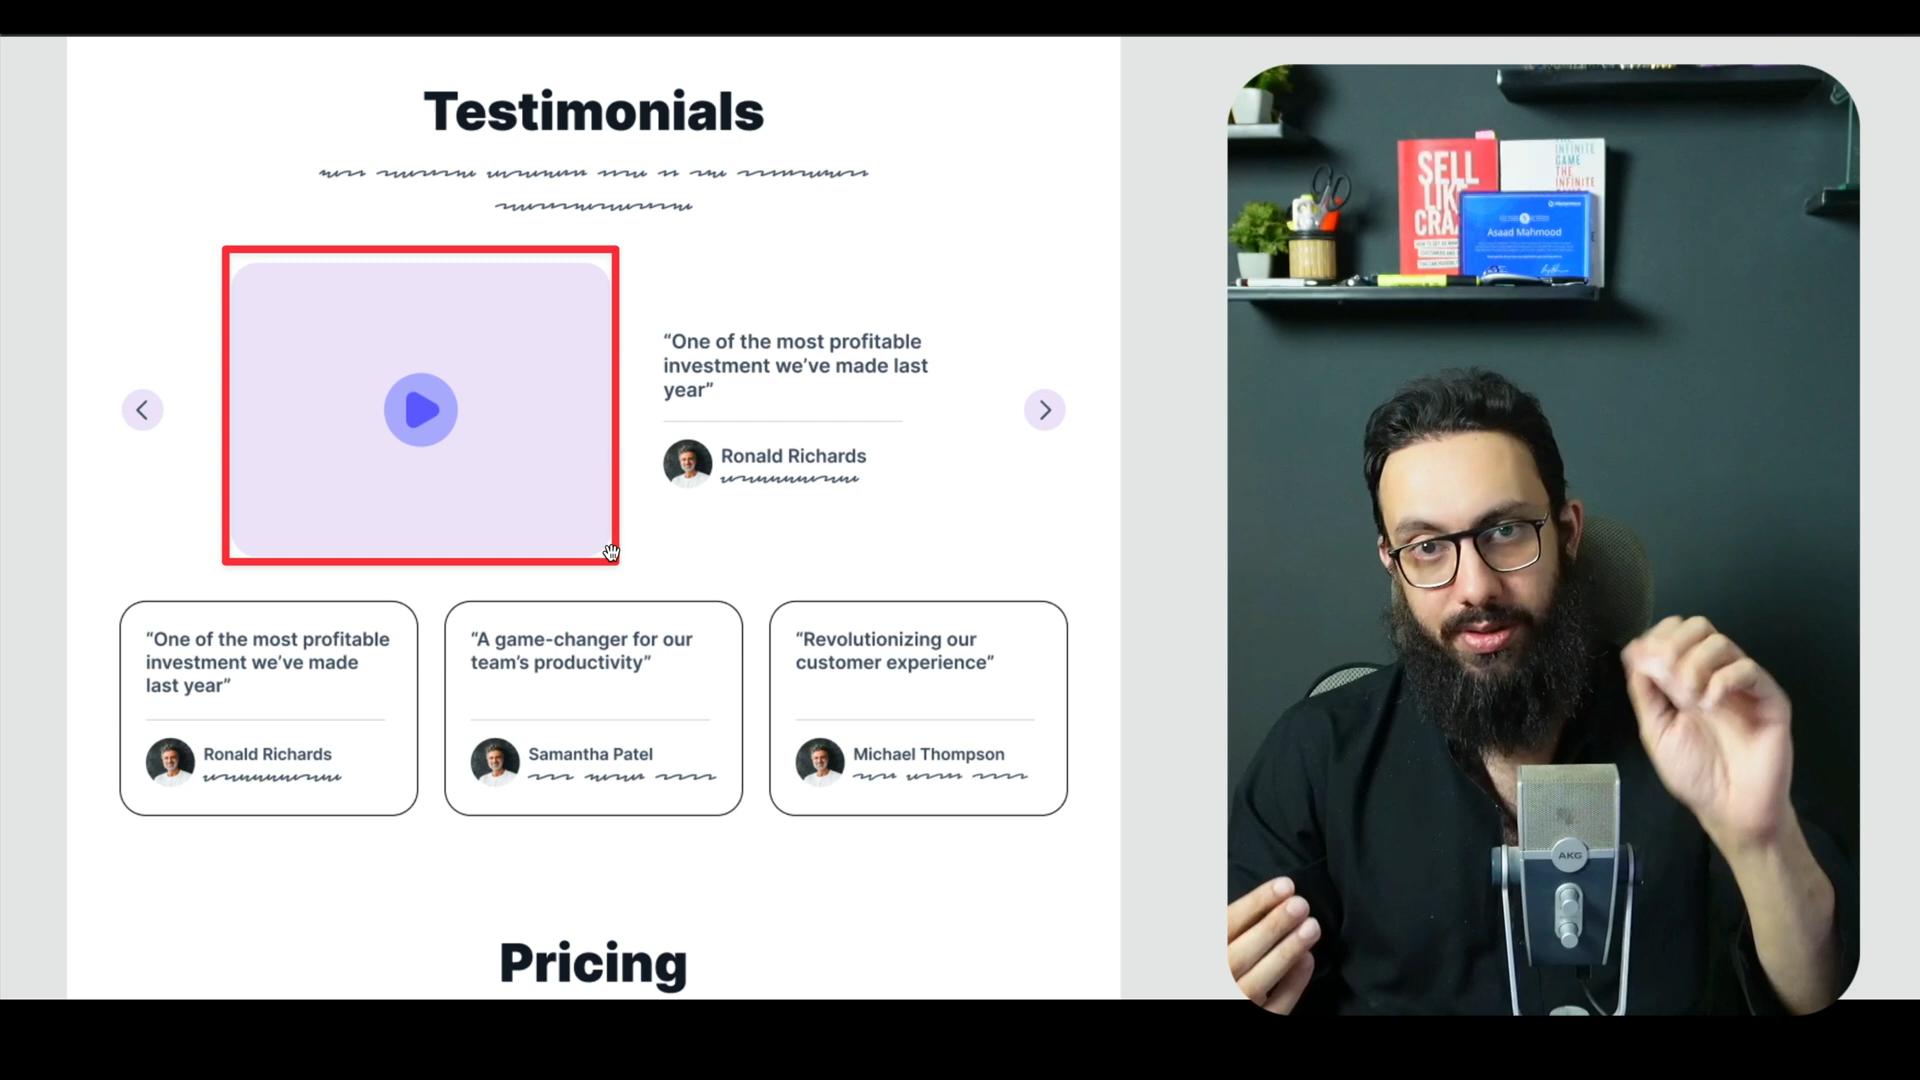 Testimonials
“One of the most profitable
investment we’ve made last
year”
Ronald Richards
“One of the most profitable
investment we’ve made
last year”
Ronald Richards
“A game-changer for our
team’s productivity”
Samantha Patel
“Revolutionizing our
customer experience”
Michael Thompson
Pricing
SELL
LIKE
CRA
THE INFINITE
GAME
THE
INFINITE
Asaad Mahmood
AKG